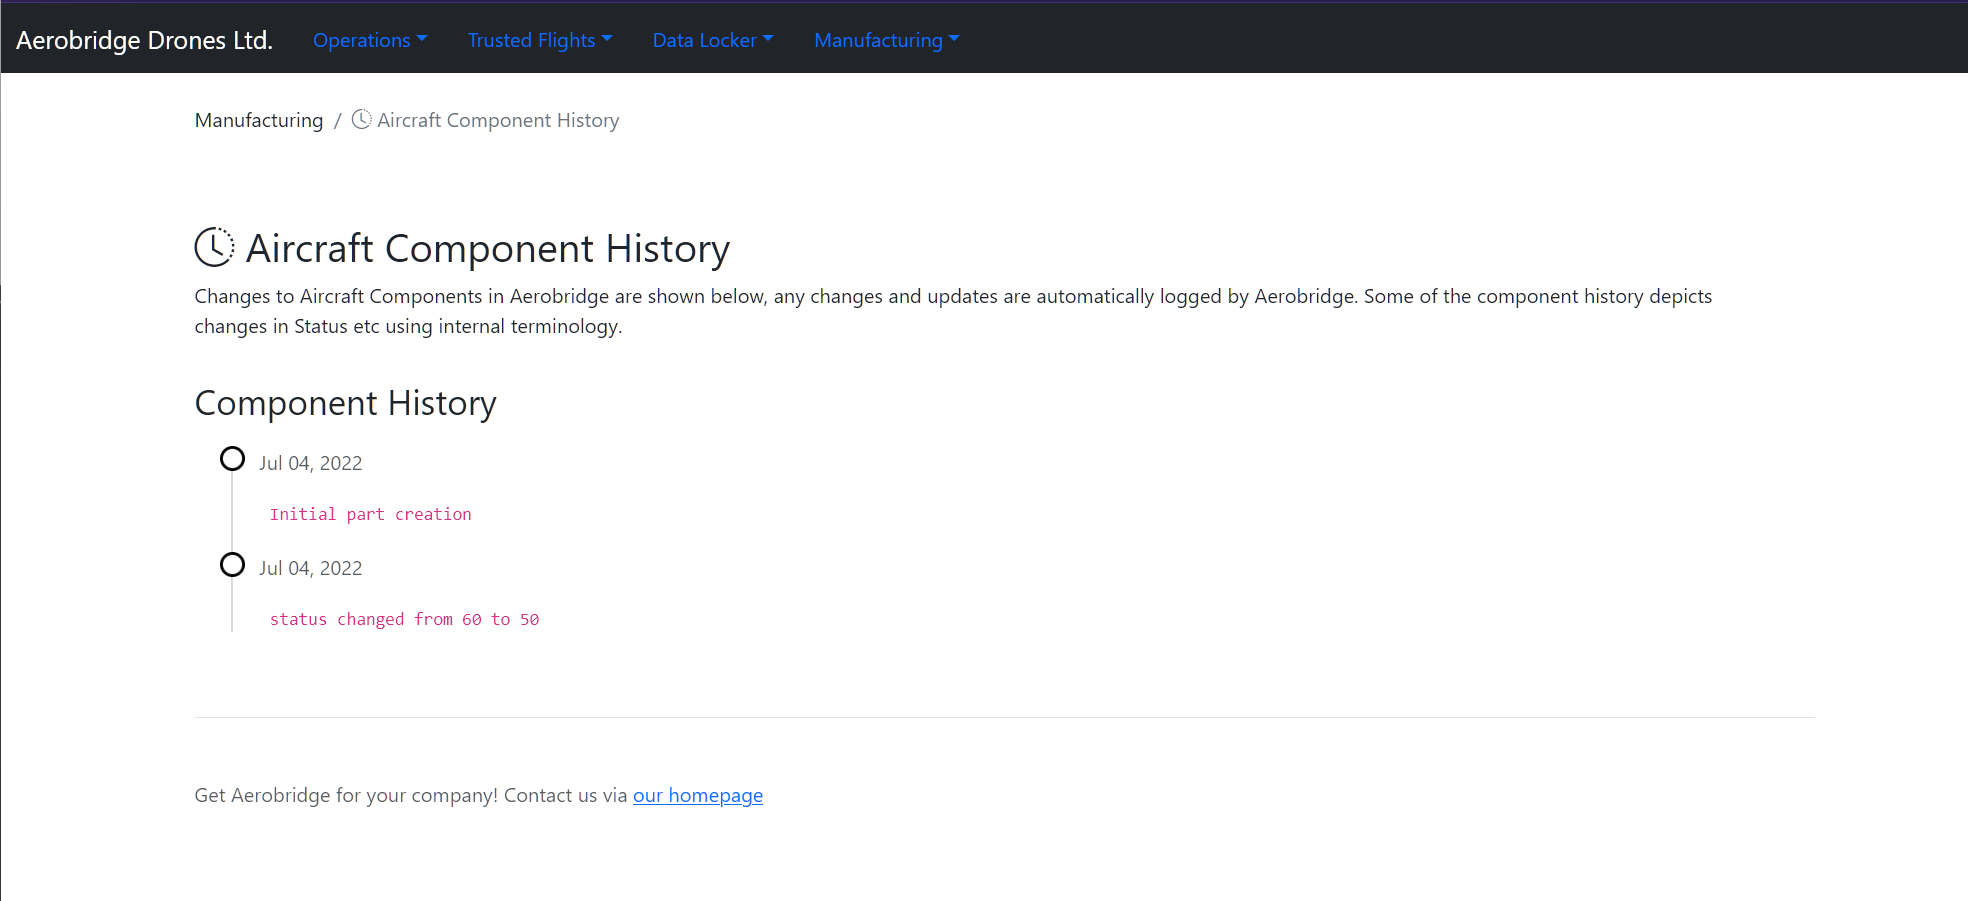 Aerobridge Drones Ltd. Operations Trusted Flights Data Locker Manufacturing
Manufacturing / Aircraft Component History
Aircraft Component History
Changes to Aircraft Components in Aerobridge are shown below, any changes and updates are automatically logged by Aerobridge. Some of the component history depicts
changes in Status etc using internal terminology.
Component History
Jul 04, 2022
Initial part creation
Jul 04, 2022
status changed from 60 to 50
Get Aerobridge for your company! Contact us via our homepage